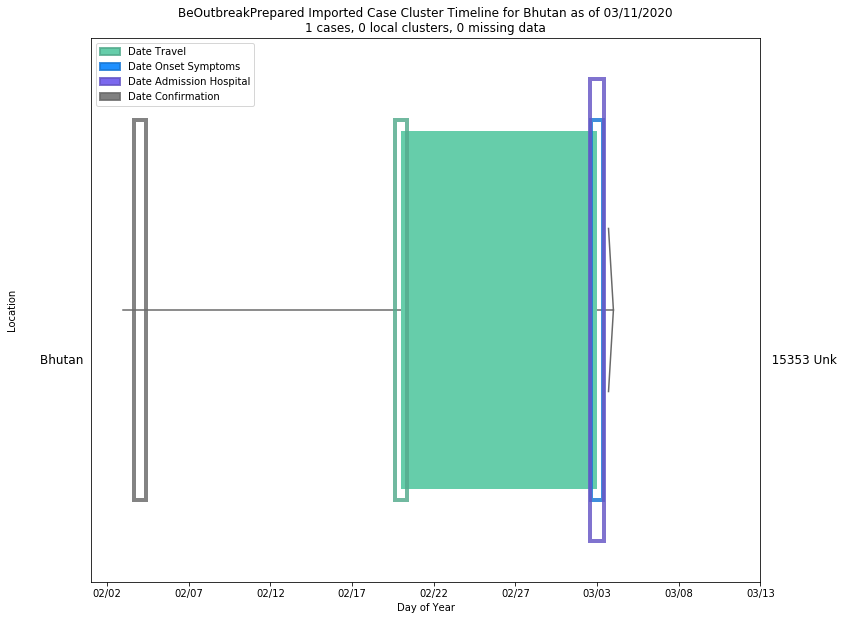 BeOutbreakPrepared Imported Case Cluster Timeline for Bhutan as of 03/11/2020
1 cases, 0 local clusters, 0 missing data
Date Travel
Date Onset Symptoms
Date Admission Hospital
Date Confirmation
Location
Bhutan
15353 Unk
02/02 02/07 02/12 02/17 02/22 02/27 03/03 03/08 03/13
Day of Year